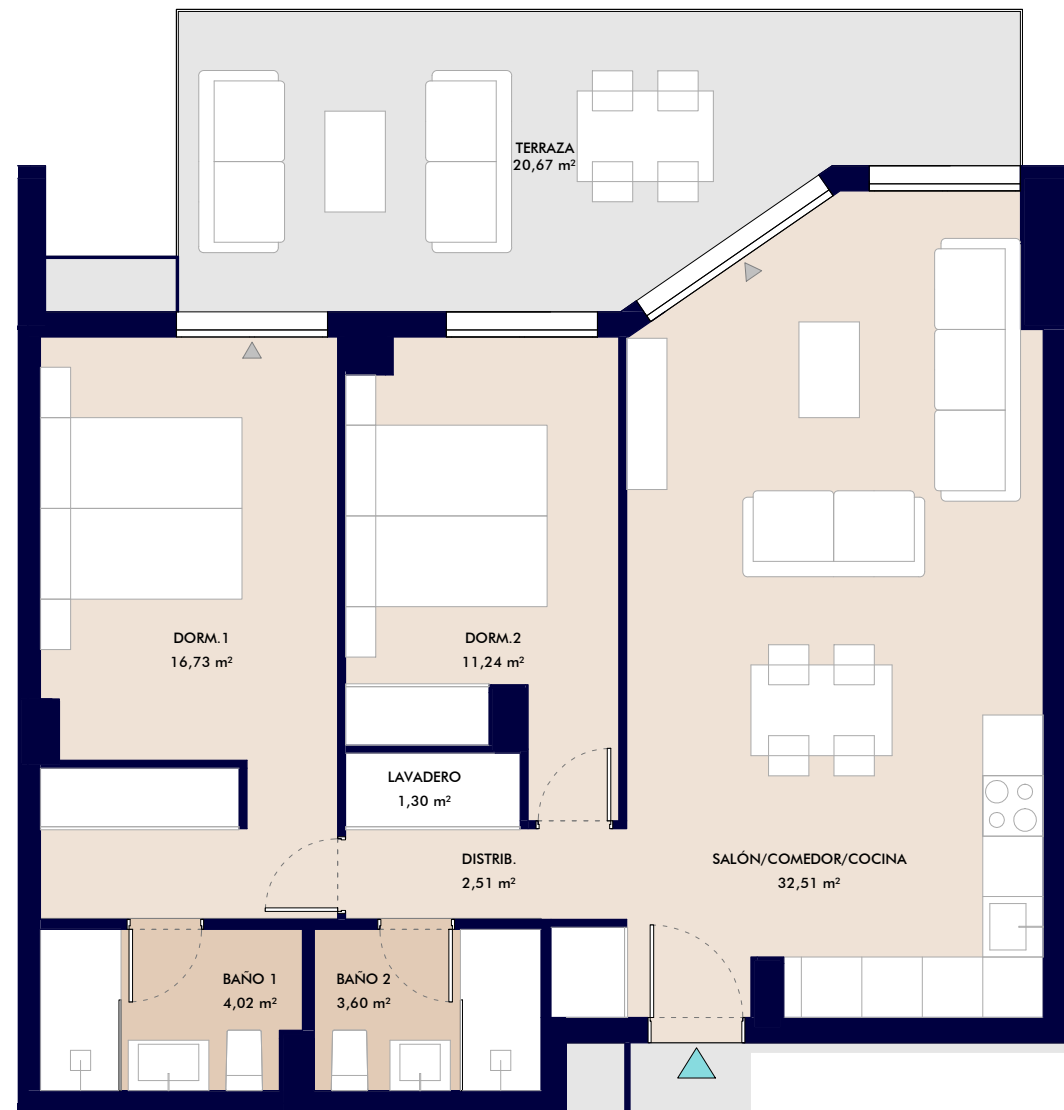 TERRAZA
20,67 m²
DORM.1
16,73 m²
DORM.2
11,24 m²
LAVADERO
1,30 m²
DISTRIB.
2,51 m²
SALÓN/COMEDOR/COCINA
32,51 m²
BAÑO 1
4,02 m²
BAÑO 2
3,60 m²